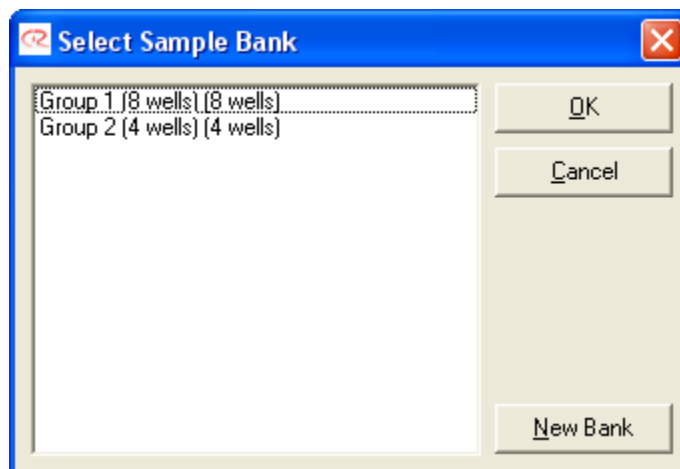 Select Sample Bank
Group 1 (8 wells) (8 wells)
Group 2 (4 wells) (4 wells)
OK
Cancel
New Bank